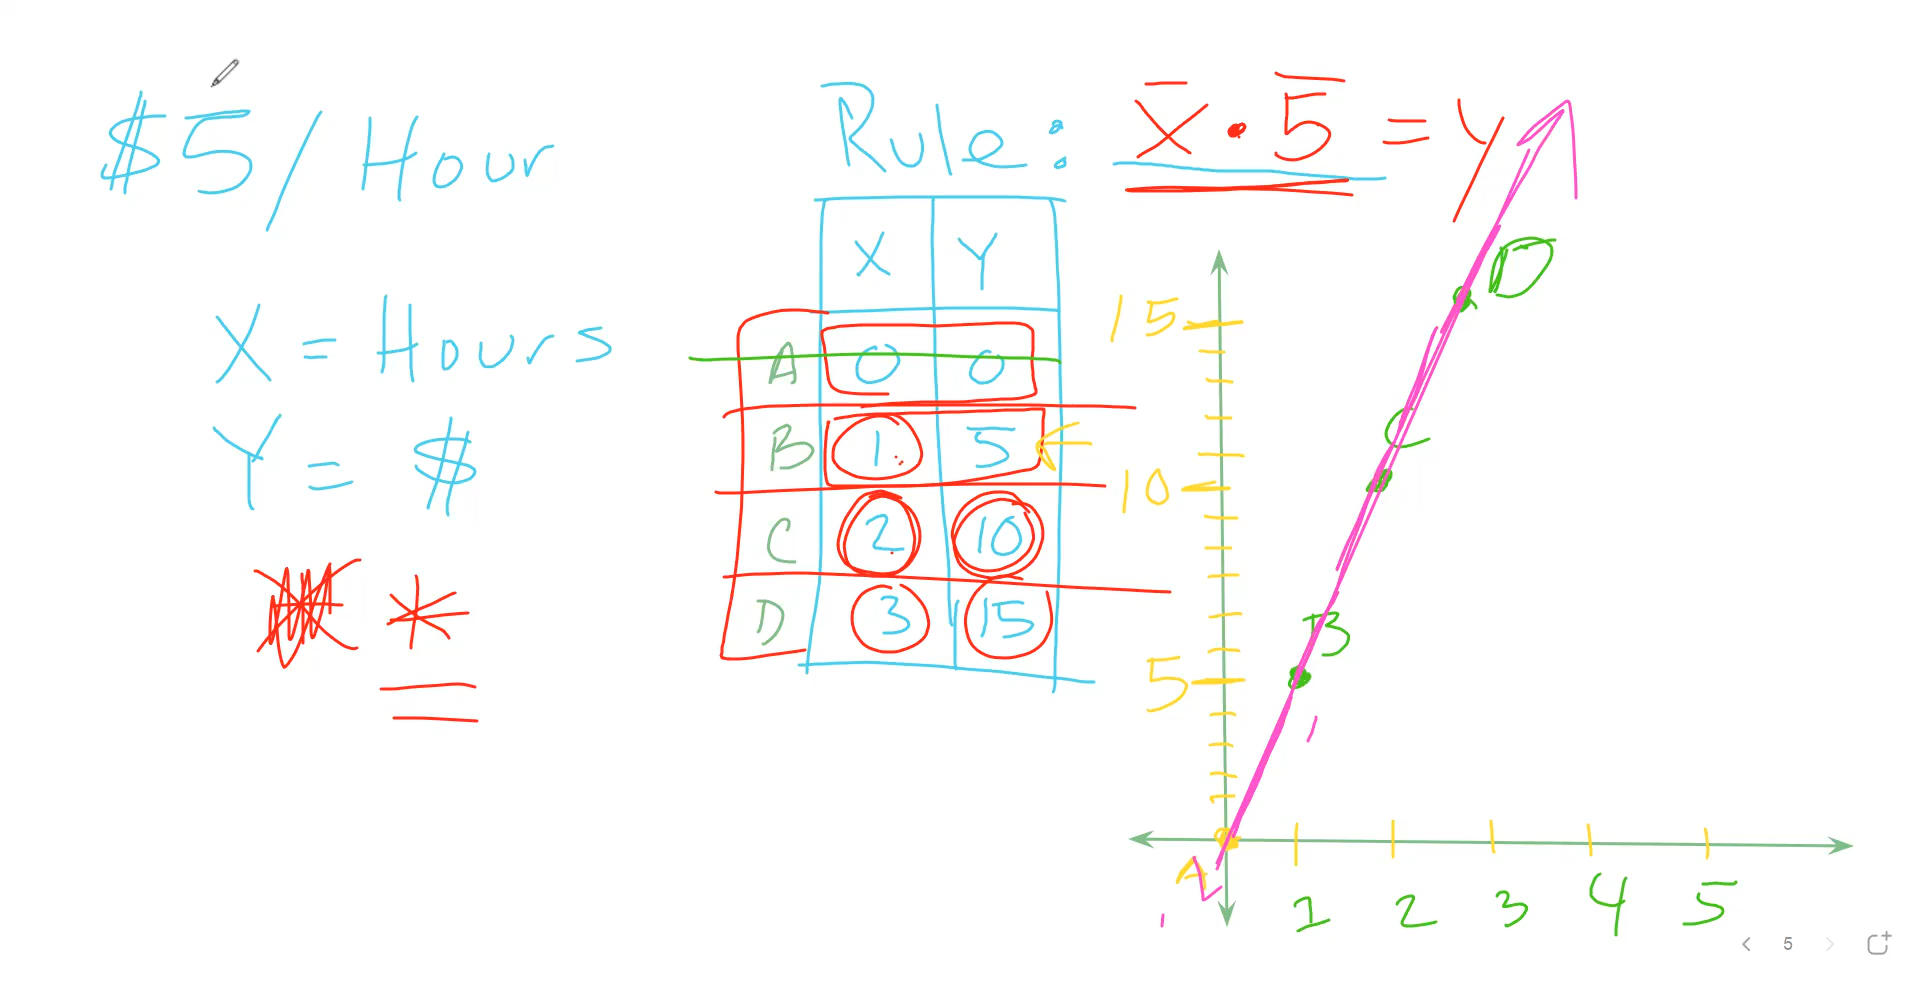 $5/Hour
Rule: x • 5 = y
X = Hours
Y = $
X Y
A 0 0
B 1 5
C 2 10
D 3 15
15
10
5
D
C
B
A
1 2 3 4 5
5